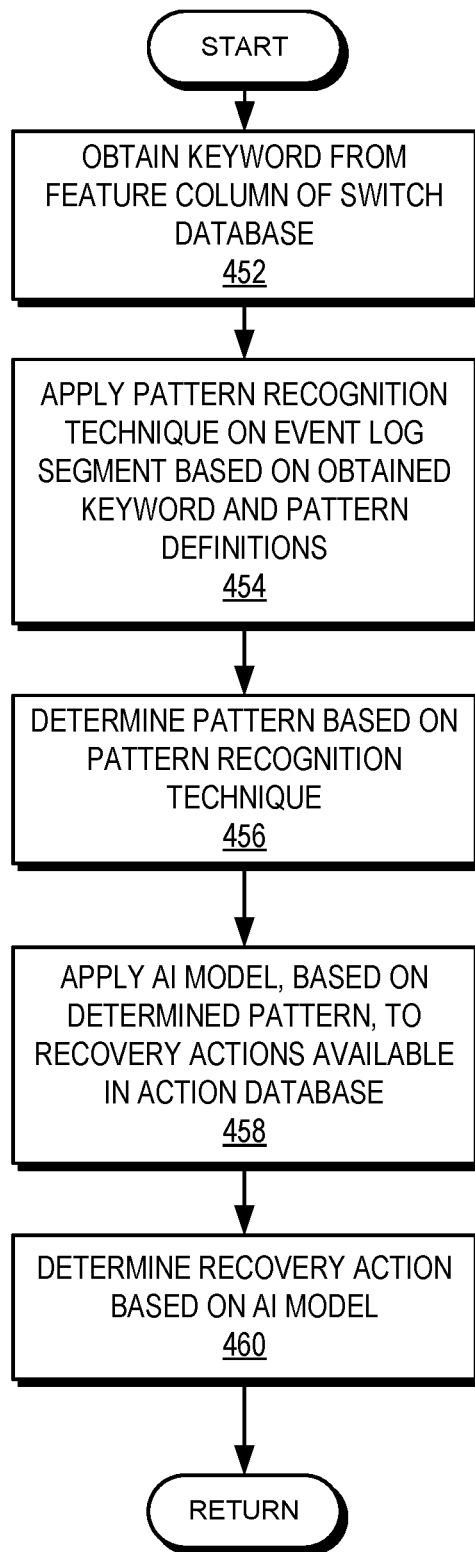 START
OBTAIN KEYWORD FROM
FEATURE COLUMN OF SWITCH
DATABASE
452
APPLY PATTERN RECOGNITION
TECHNIQUE ON EVENT LOG
SEGMENT BASED ON OBTAINED
KEYWORD AND PATTERN
DEFINITIONS
454
DETERMINE PATTERN BASED ON
PATTERN RECOGNITION
TECHNIQUE
456
APPLY AI MODEL, BASED ON
DETERMINED PATTERN, TO
RECOVERY ACTIONS AVAILABLE
IN ACTION DATABASE
458
DETERMINE RECOVERY ACTION
BASED ON AI MODEL
460
RETURN